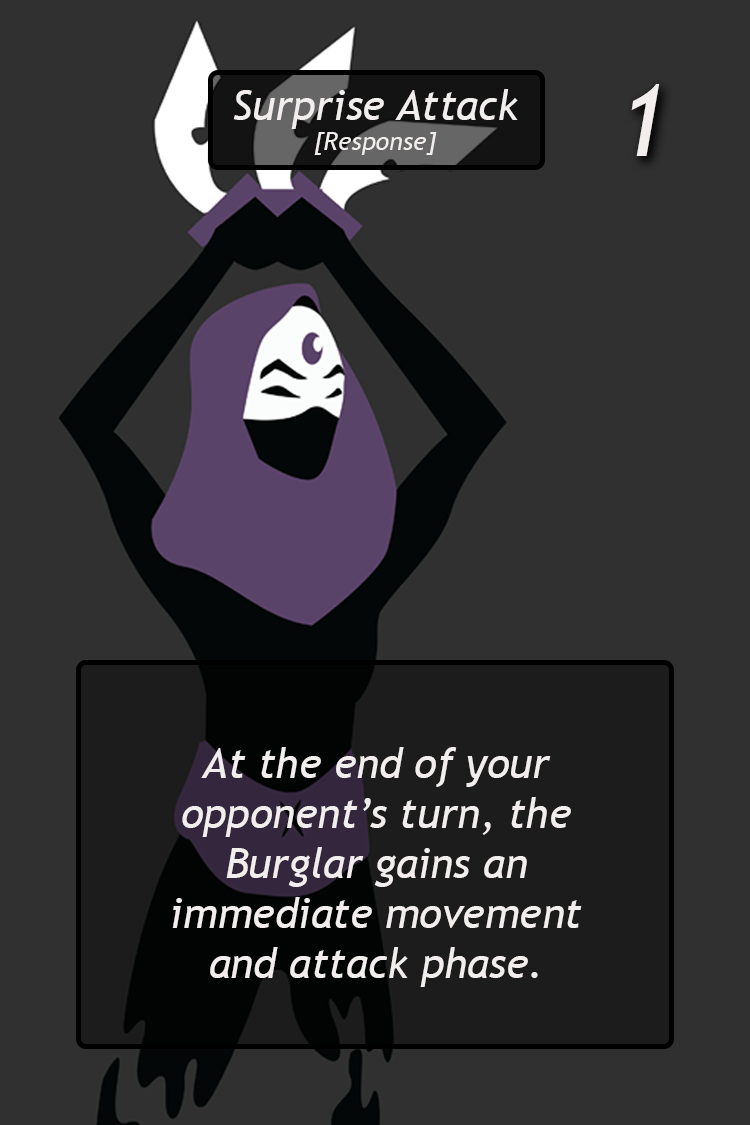 Surprise Attack
[Response]
1
At the end of your
opponent’s turn, the
Burglar gains an
immediate movement
and attack phase.